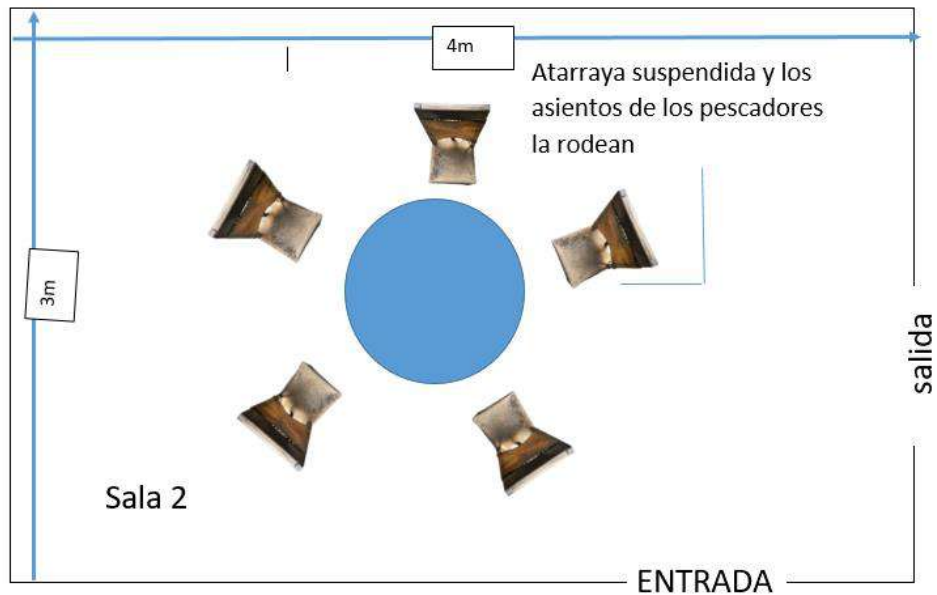 4m
Atarraya suspendida y los
asientos de los pescadores
la rodean
3m
salida
Sala 2
ENTRADA